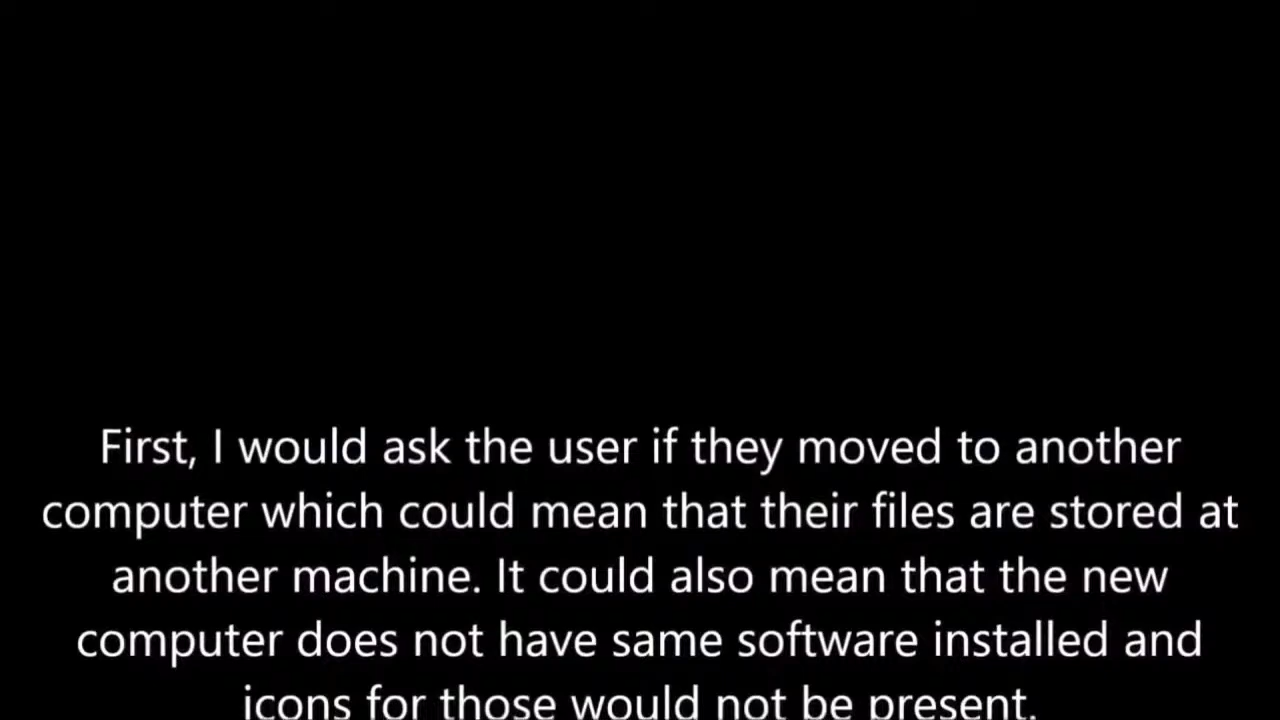 First, I would ask the user if they moved to another
computer which could mean that their files are stored at
another machine. It could also mean that the new
computer does not have same software installed and
icons for those would not be present.